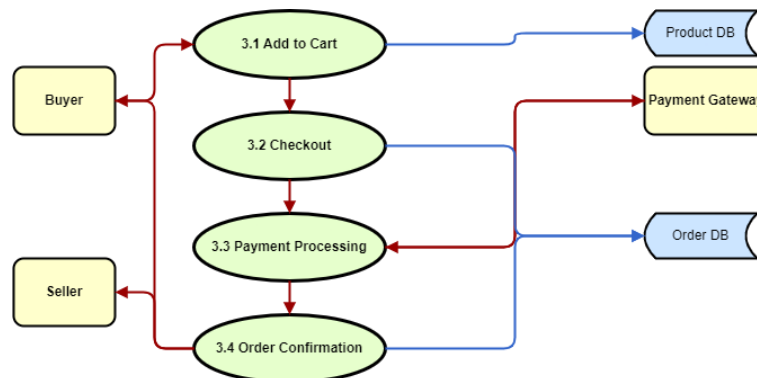 3.1 Add to Cart
Product DB
Buyer
Payment Gateway
3.2 Checkout
3.3 Payment Processing
Order DB
Seller
3.4 Order Confirmation